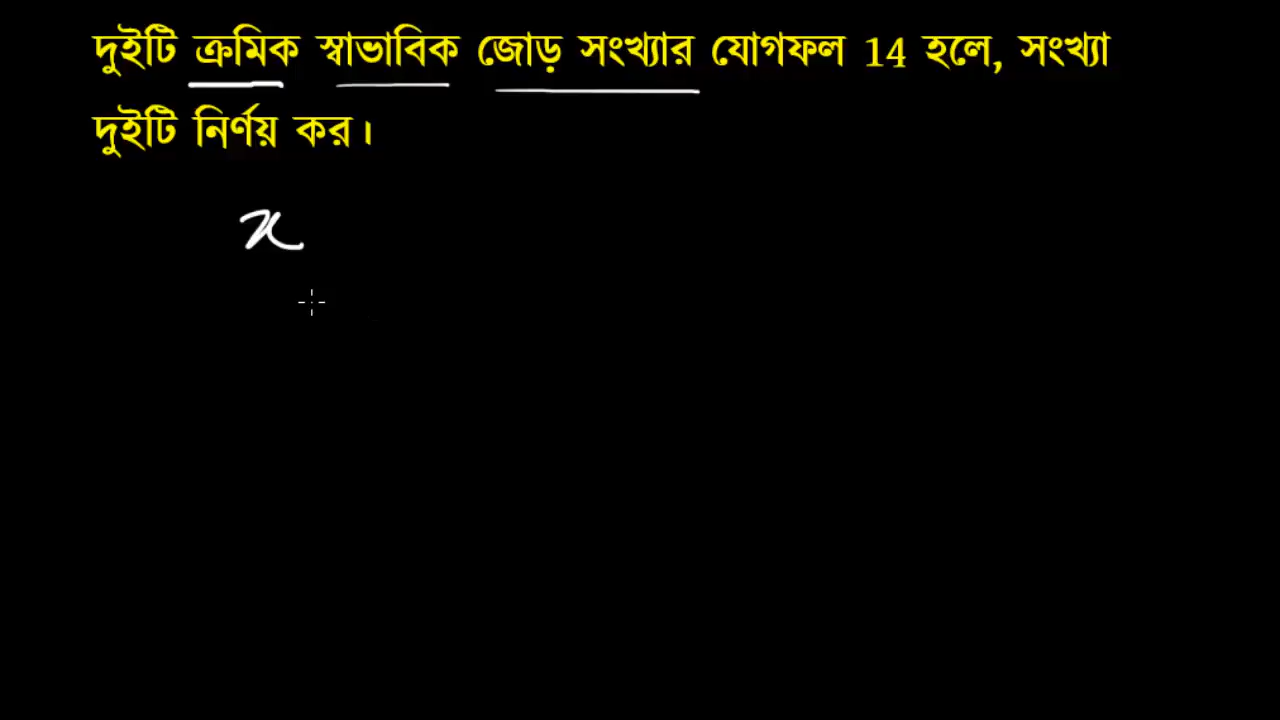 দুইটি ক্রমিক স্বাভাবিক জোড় সংখ্যার যোগফল 14 হলে, সংখ্যা
দুইটি নির্ণয় কর।
x